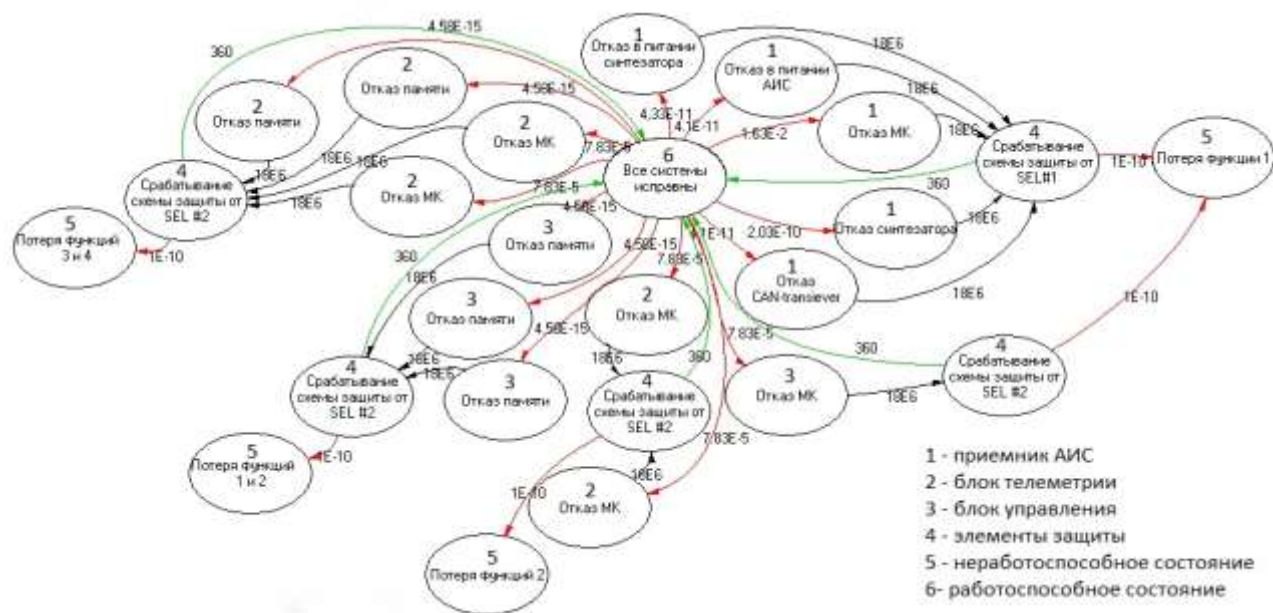 1
Отказ в питании
синтезатора
1
Отказ в питании
АИС
1
Отказ МК
4
Срабатывание
схемы защиты от
SEL#1
5
Потеря функции 1
1
Отказ синтезатора
1
Отказ
CAN-transiever
4
Срабатывание
схемы защиты от
SEL #2
6
Все системы
исправны
2
Отказ памяти
2
Отказ памяти
2
Отказ МК
2
Отказ МК
4
Срабатывание
схемы защиты от
SEL #2
5
Потеря функций
3 и 4
3
Отказ памяти
3
Отказ памяти
3
Отказ памяти
4
Срабатывание
схемы защиты от
SEL #2
5
Потеря функций
1 и 2
2
Отказ МК
4
Срабатывание
схемы защиты от
SEL #2
2
Отказ МК
5
Потеря функций 2
3
Отказ МК
4.58E-15
360
4.58E-15
7.83E-5
7.83E-5
18E6
18E6
18E6
18E6
1E-10
4.33E-11
4.1E-11
1.63E-2
18E6
18E6
18E6
18E6
18E6
360
1E-10
1E-10
2.03E-10
4.58E-15
4.58E-15
4.58E-15
360
18E6
18E6
18E6
1E-10
7.83E-5
18E6
360
7.83E-5
7.83E-5
18E6
1E-10
360
18E6
1 - приемник АИС
2 - блок телеметрии
3 - блок управления
4 - элементы защиты
5 - неработоспособное состояние
6- работоспособное состояние